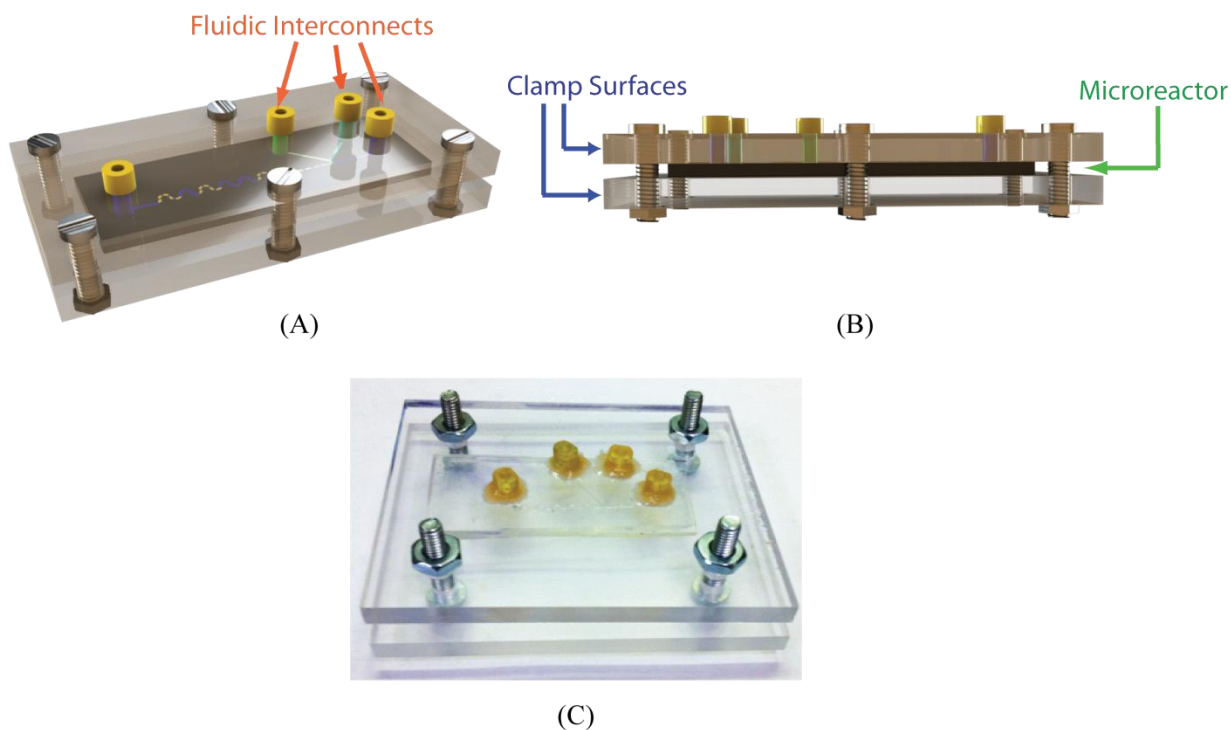 Fluidic Interconnects
Clamp Surfaces
Microreactor
(A)
(B)
(C)